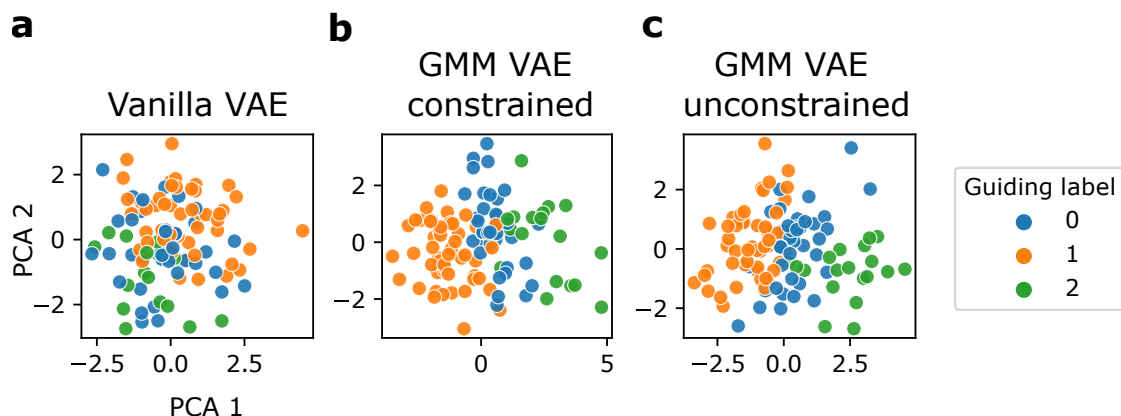 a
b
c
Vanilla VAE
GMM VAE
constrained
GMM VAE
unconstrained
PCA 2
2
0
−2
−2.5
0.0
2.5
PCA 1
2
0
−2
0
5
2
0
−2
−2.5
0.0
2.5
Guiding label
0
1
2